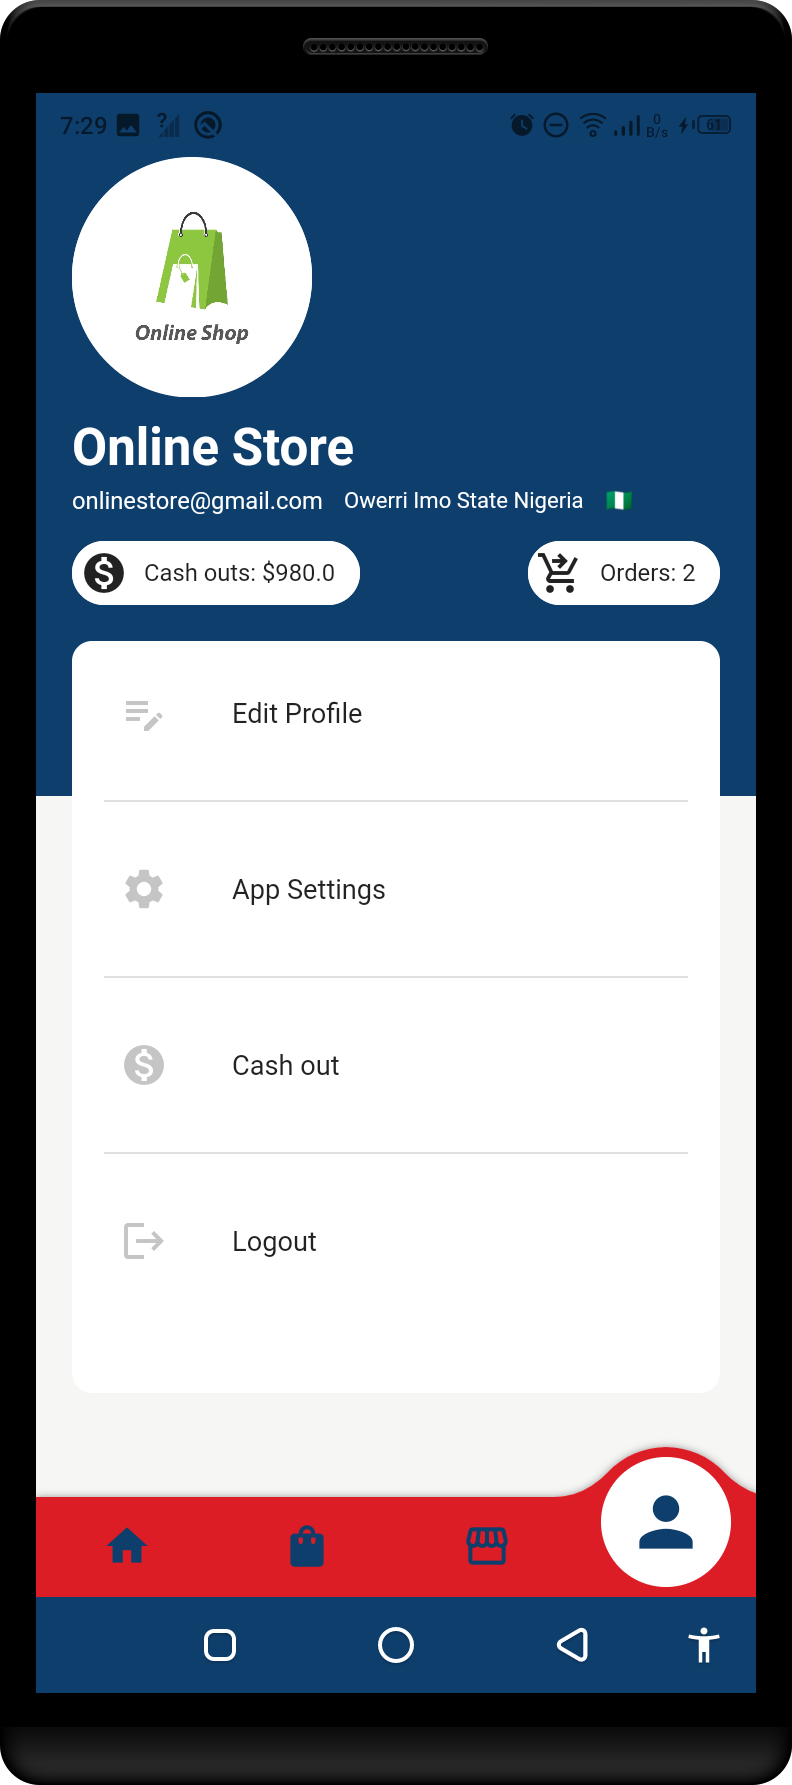 7:29 ? 0 B/s 61
Online Shop
Online Store
onlinestore@gmail.com Owerri Imo State Nigeria
Cash outs: $980.0 Orders: 2
Edit Profile
App Settings
Cash out
Logout